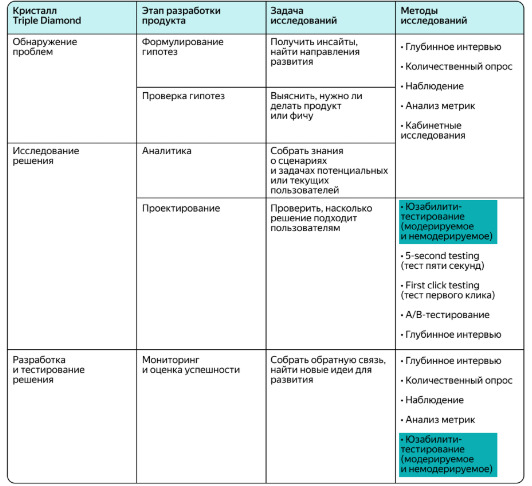 Кристалл
Triple Diamond
Этап разработки
продукта
Задача
исследований
Методы
исследований
Обнаружение
проблем
Формулирование
гипотез
Получить инсайты,
найти направления
развития
• Глубинное интервью
• Количественный опрос
• Наблюдение
• Анализ метрик
• Кабинетные
исследования
Проверка гипотез
Выяснить, нужно ли
делать продукт
или фичу
Исследование
решения
Аналитика
Собрать знания
о сценариях
и задачах потенциальных
или текущих
пользователей
Проектирование
Проверить, насколько
решение подходит
пользователям
• Юзабилити-
тестирование
(модерируемое
и немодерируемое)
• 5-second testing
(тест пяти секунд)
• First click testing
(тест первого клика)
• A/B-тестирование
• Глубинное интервью
Разработка
и тестирование
решения
Мониторинг
и оценка успешности
Собрать обратную связь,
найти новые идеи для
развития
• Глубинное интервью
• Количественный опрос
• Наблюдение
• Анализ метрик
• Юзабилити-
тестирование
(модерируемое
и немодерируемое)